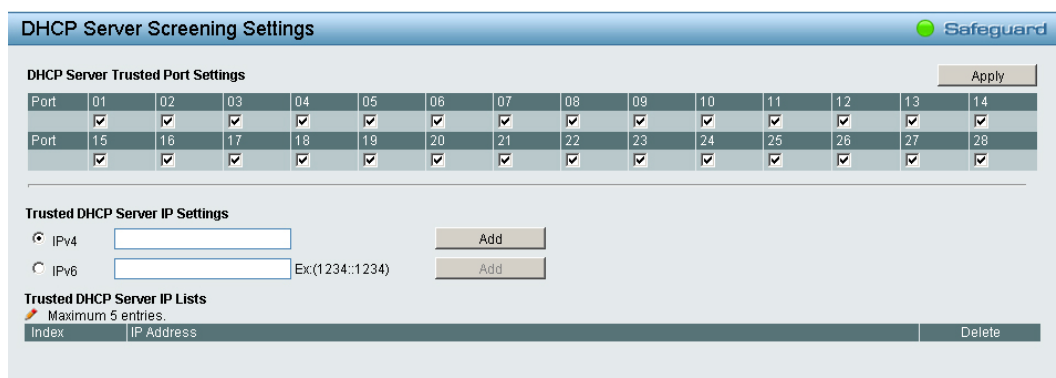 DHCP Server Screening Settings Safeguard
DHCP Server Trusted Port Settings Apply
Port 01 02 03 04 05 06 07 08 09 10 11 12 13 14
Port 15 16 17 18 19 20 21 22 23 24 25 26 27 28
Trusted DHCP Server IP Settings
IPv4 Add
IPv6 Ex:(1234::1234) Add
Trusted DHCP Server IP Lists
Maximum 5 entries.
Index IP Address Delete